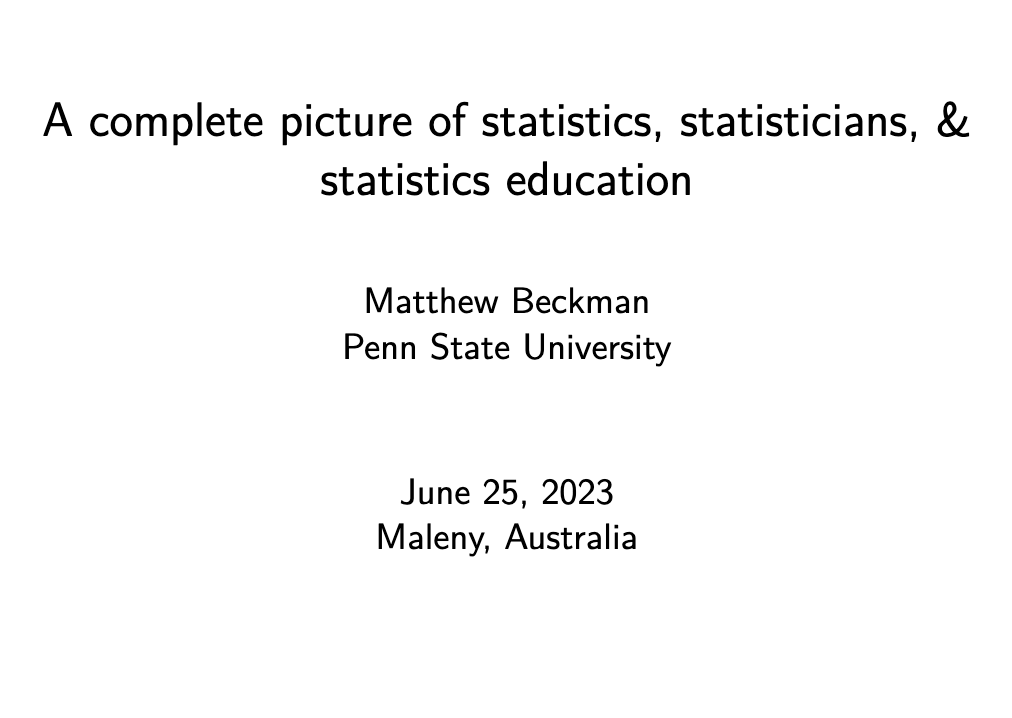 A complete picture of statistics, statisticians, &
statistics education
Matthew Beckman
Penn State University
June 25, 2023
Maleny, Australia